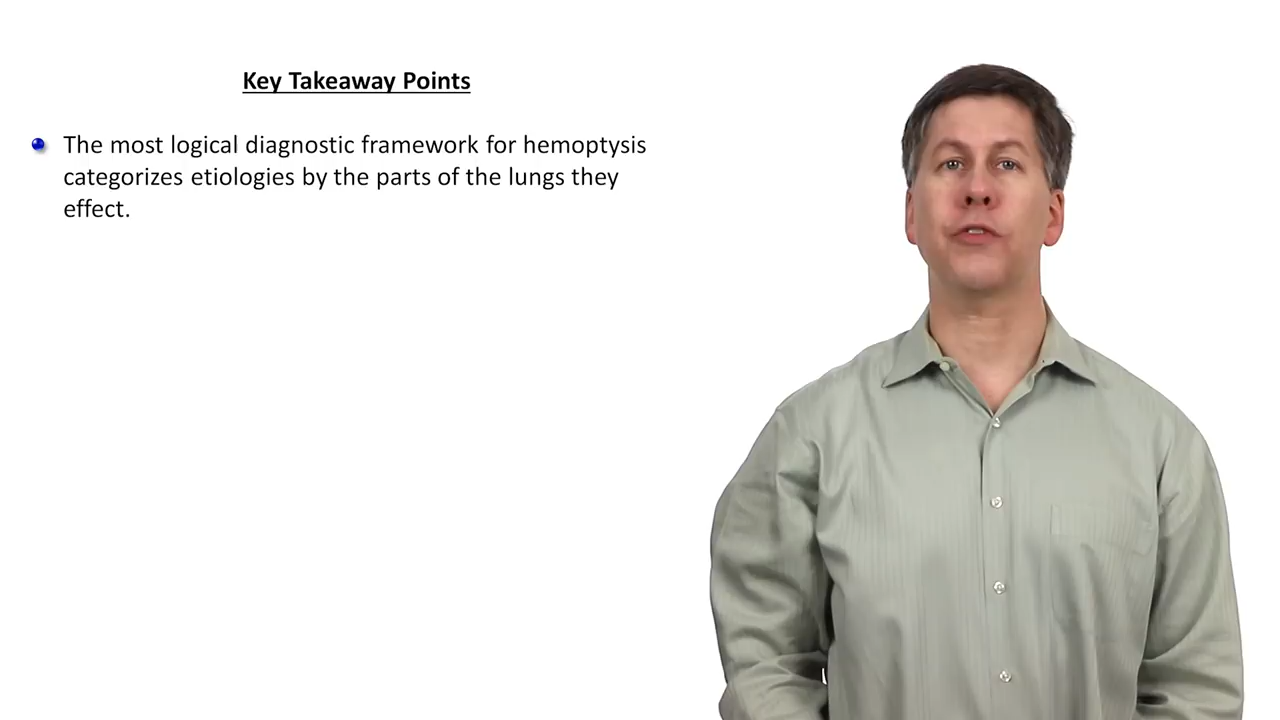 Key Takeaway Points
The most logical diagnostic framework for hemoptysis
categorizes etiologies by the parts of the lungs they
effect.